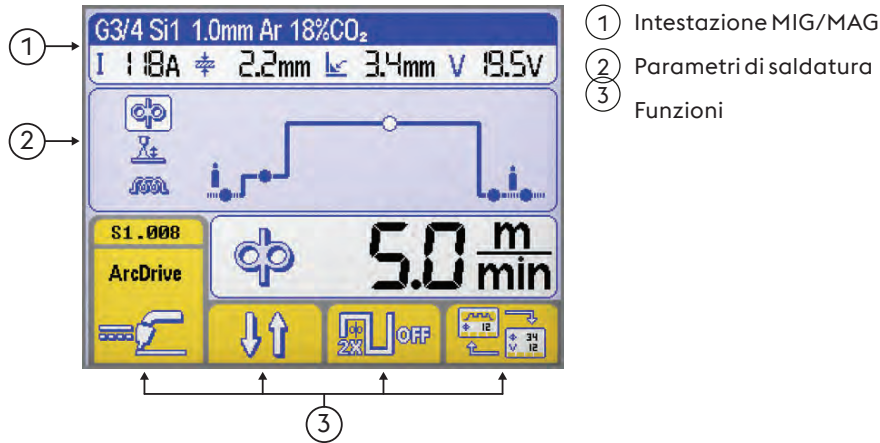 G3/4 Si1 1.0mm Ar 18%CO₂
I 118A 2.2mm 3.4mm V 19.5V
S1.008
5.0 m/min
ArcDrive
2X OFF
12
34
V 12
1
2
3
1 Intestazione MIG/MAG
2 Parametri di saldatura
3 Funzioni